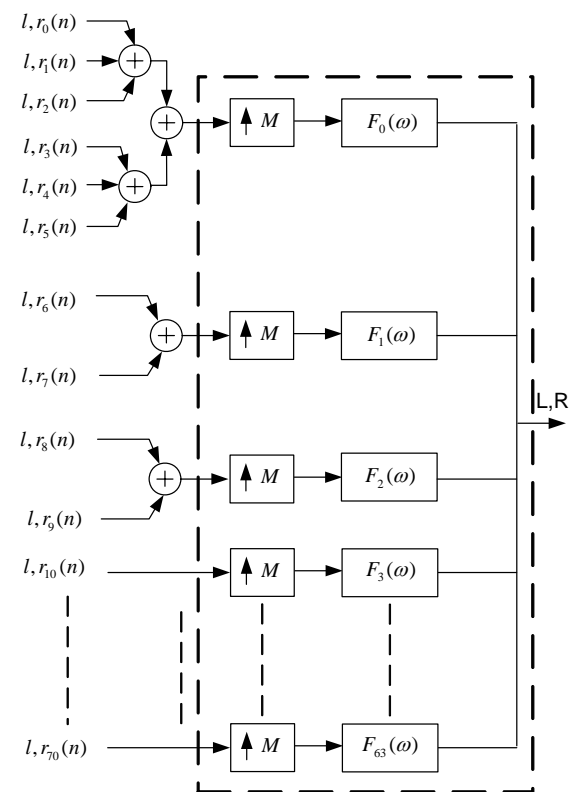 l,r₀(n)
l,r₁(n)
l,r₂(n)
l,r₃(n)
l,r₄(n)
l,r₅(n)
+
+
+
↑ M
F₀(ω)
l,r₆(n)
l,r₇(n)
+
↑ M
F₁(ω)
L,R
l,r₈(n)
l,r₉(n)
+
↑ M
F₂(ω)
l,r₁₀(n)
↑ M
F₃(ω)
l,r₇₀(n)
↑ M
F₆₃(ω)